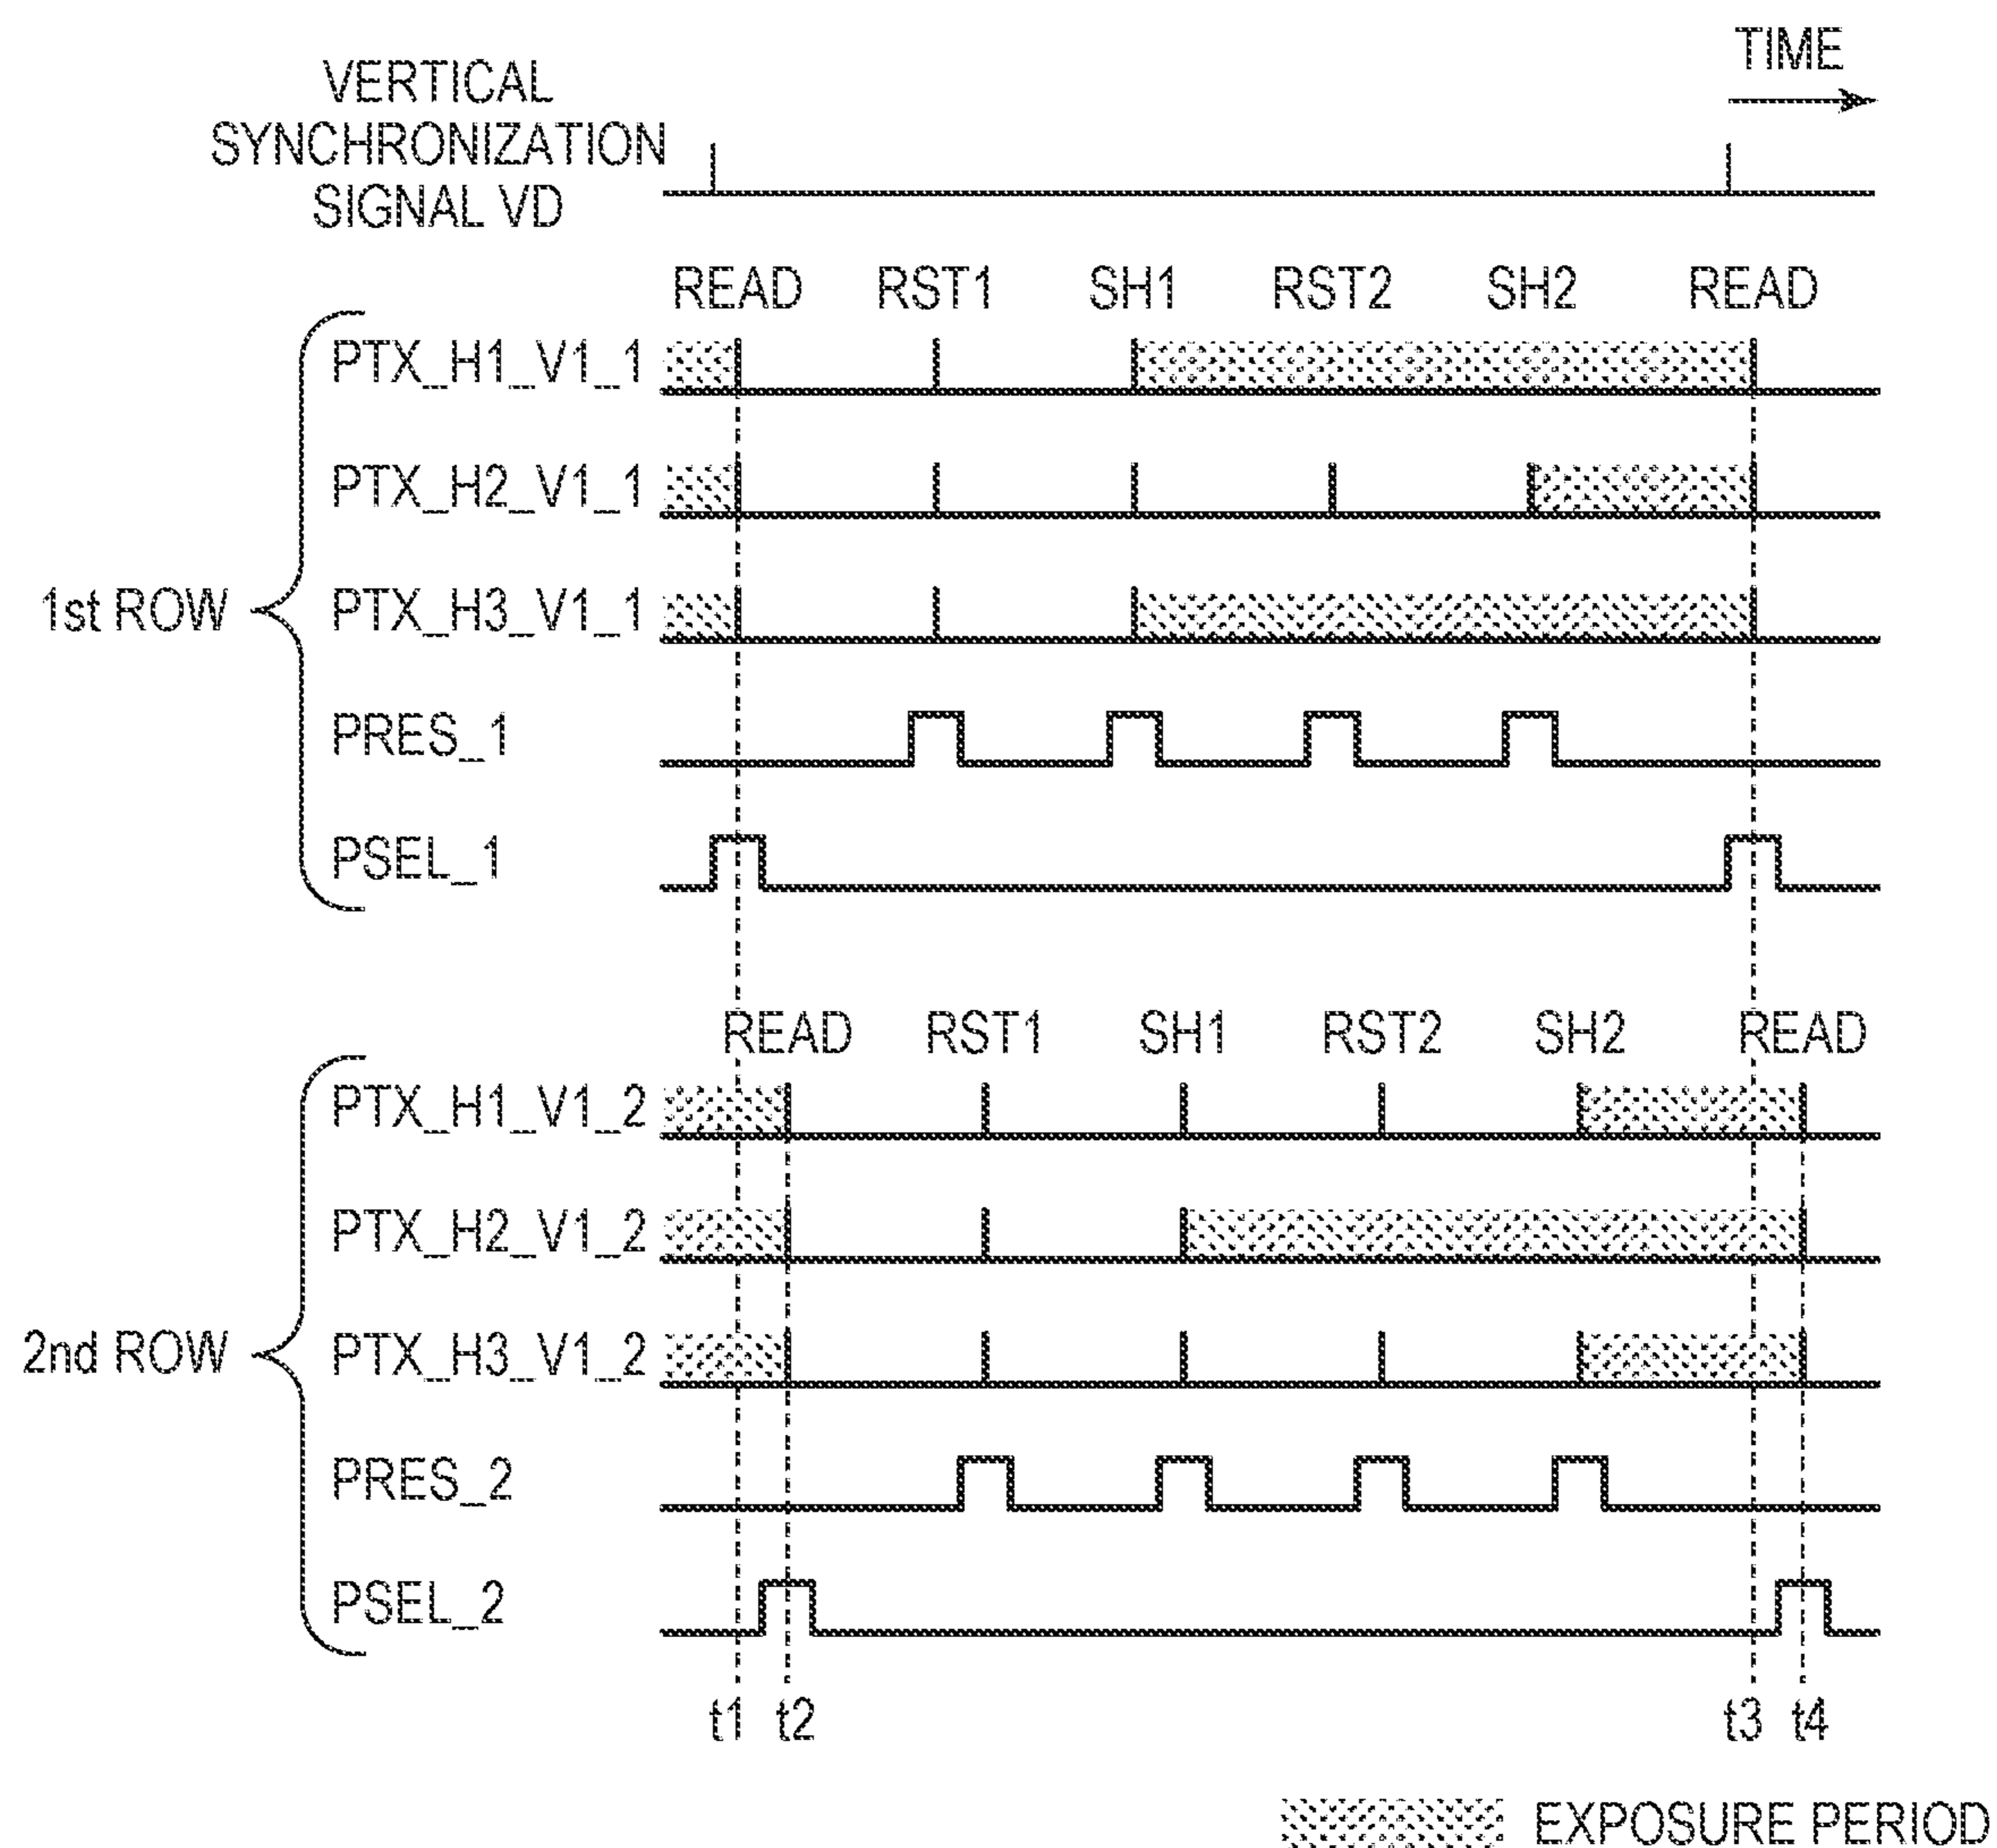 TIME
VERTICAL
SYNCHRONIZATION
SIGNAL VD
READ RST1 SH1 RST2 SH2 READ
PTX_H1_V1_1
PTX_H2_V1_1
1st ROW PTX_H3_V1_1
PRES_1
PSEL_1
READ RST1 SH1 RST2 SH2 READ
PTX_H1_V1_2
PTX_H2_V1_2
2nd ROW PTX_H3_V1_2
PRES_2
PSEL_2
t1 t2 t3 t4
EXPOSURE PERIOD